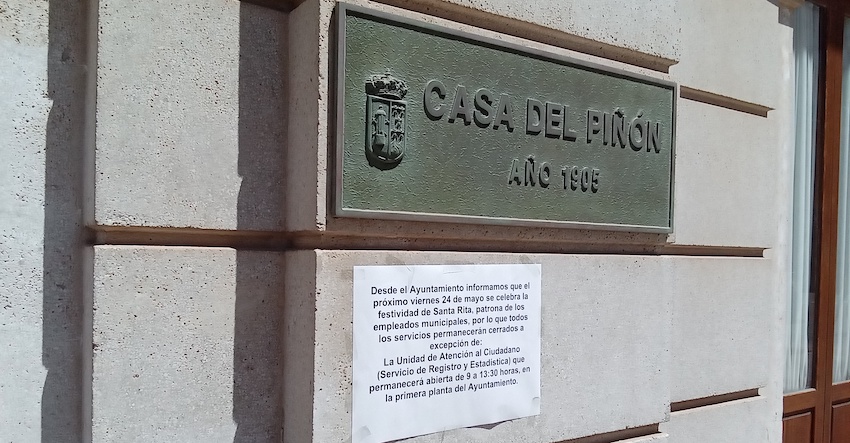 CASA DEL PIÑÓN
AÑO 1905
Desde el Ayuntamiento informamos que el
próximo viernes 24 de mayo se celebra la
festividad de Santa Rita, patrona de los
empleados municipales, por lo que todos
los servicios permanecerán cerrados a
excepción de:
La Unidad de Atención al Ciudadano
(Servicio de Registro y Estadística) que
permanecerá abierta de 9 a 13:30 horas, en
la primera planta del Ayuntamiento.